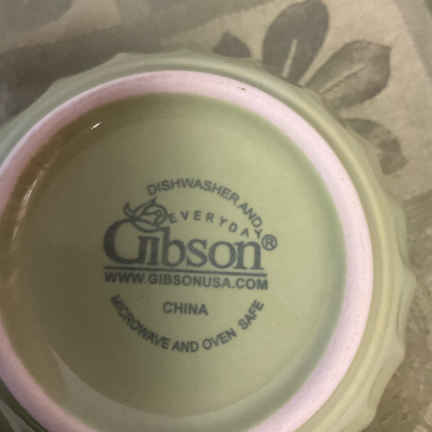 DISHWASHER AND
EVERYDAY
Gibson®
WWW.GIBSONUSA.COM
CHINA
MICROWAVE AND OVEN SAFE